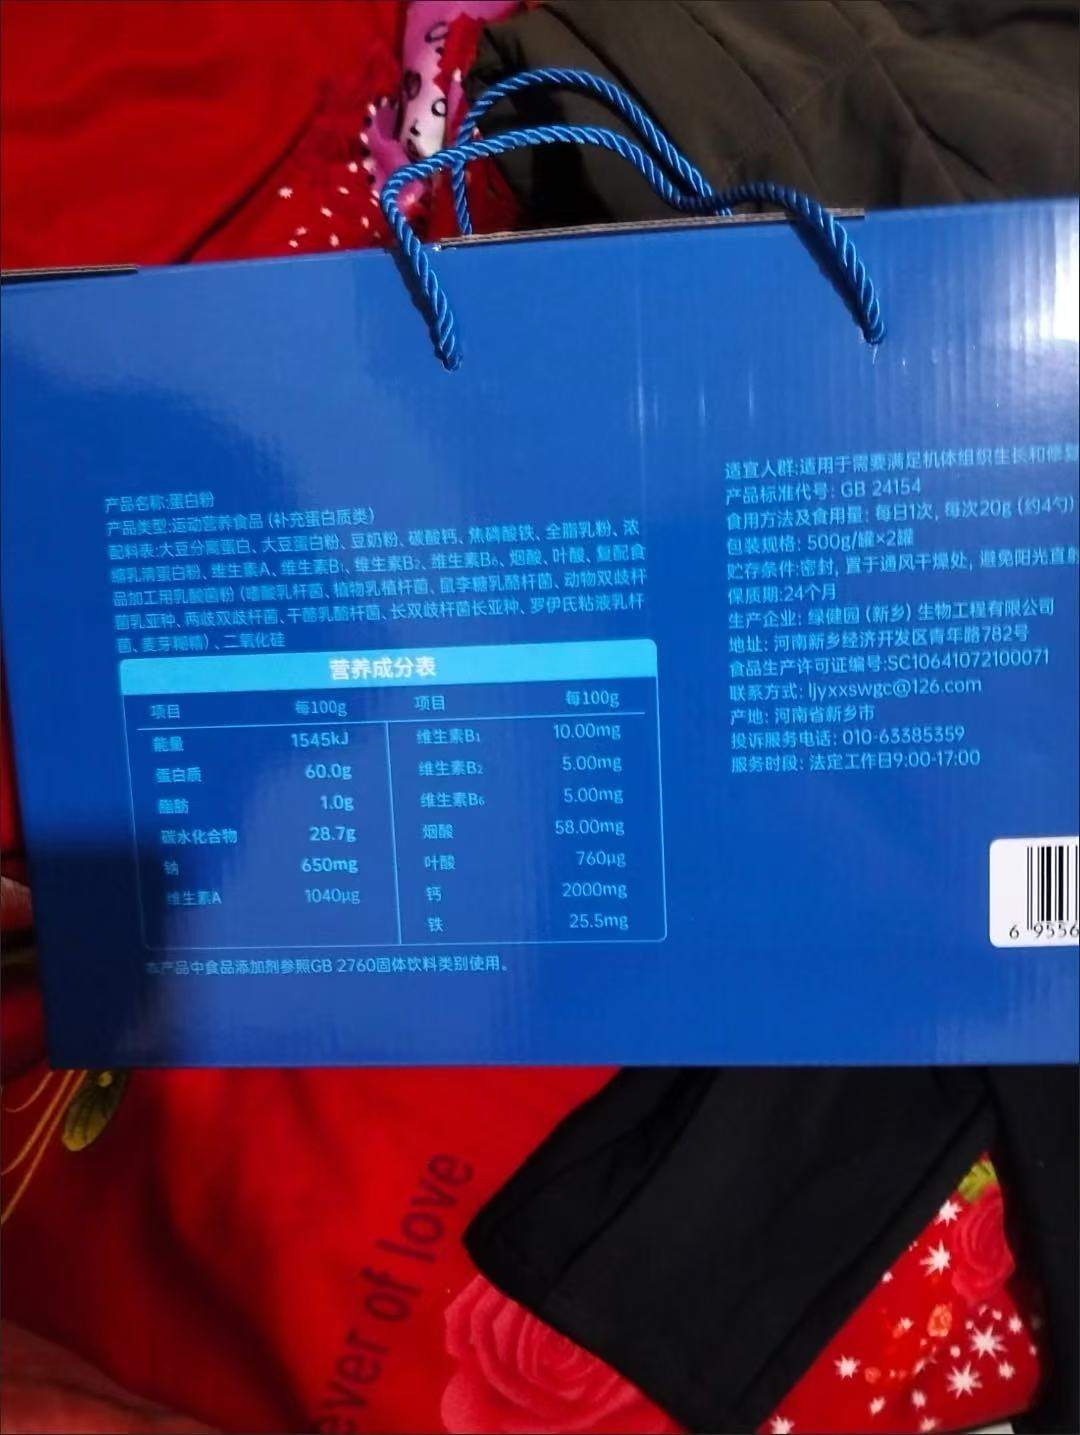 产品名称:蛋白粉
产品类型:运动营养食品 (补充蛋白质类)
配料表:大豆分离蛋白、大豆蛋白粉、豆奶粉、碳酸钙、焦磷酸铁、全脂乳粉、浓
缩乳清蛋白粉、维生素A、维生素B₁、维生素B₂、维生素B₆、烟酸、叶酸、复配食
品加工用乳酸菌粉 (嗜酸乳杆菌、植物乳植杆菌、鼠李糖乳酪杆菌、动物双歧杆
菌乳亚种、两歧双歧杆菌、干酪乳酪杆菌、长双歧杆菌长亚种、罗伊氏粘液乳杆
菌、麦芽糊精) 、二氧化硅
营养成分表
项目 每100g 项目 每100g
能量 1545kJ 维生素B₁ 10.00mg
蛋白质 60.0g 维生素B₂ 5.00mg
脂肪 1.0g 维生素B₆ 5.00mg
碳水化合物 28.7g 烟酸 58.00mg
钠 650mg 叶酸 760μg
维生素A 1040μg 钙 2000mg
铁 25.5mg
本产品中食品添加剂参照GB 2760固体饮料类别使用。
适宜人群:适用于需要满足机体组织生长和修复
产品标准代号: GB 24154
食用方法及食用量: 每日1次, 每次20g (约4勺)
包装规格: 500g/罐×2罐
贮存条件:密封, 置于通风干燥处, 避免阳光直射
保质期:24个月
生产企业: 绿健园 (新乡) 生物工程有限公司
地址: 河南新乡经济开发区青年路782号
食品生产许可证编号:SC10641072100071
联系方式: ljyxxswgc@126.com
产地: 河南省新乡市
投诉服务电话: 010-63385359
服务时段: 法定工作日9:00-17:00
6 9556
ever of love